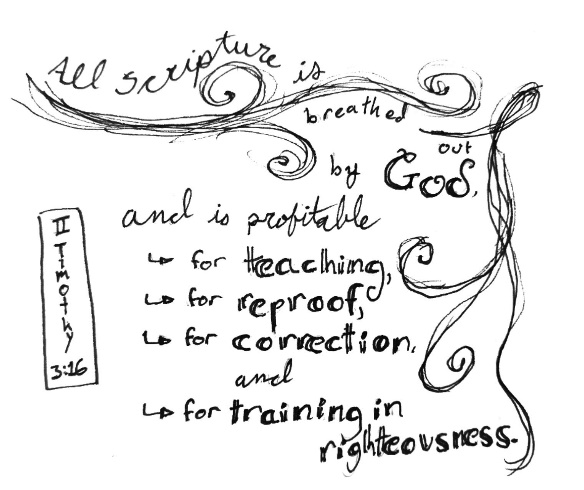 All scripture is
breathed
out
by God,
and is profitable
↳ for teaching,
↳ for reproof,
↳ for correction,
and
↳ for training in
righteousness.
II
Timothy
3:16